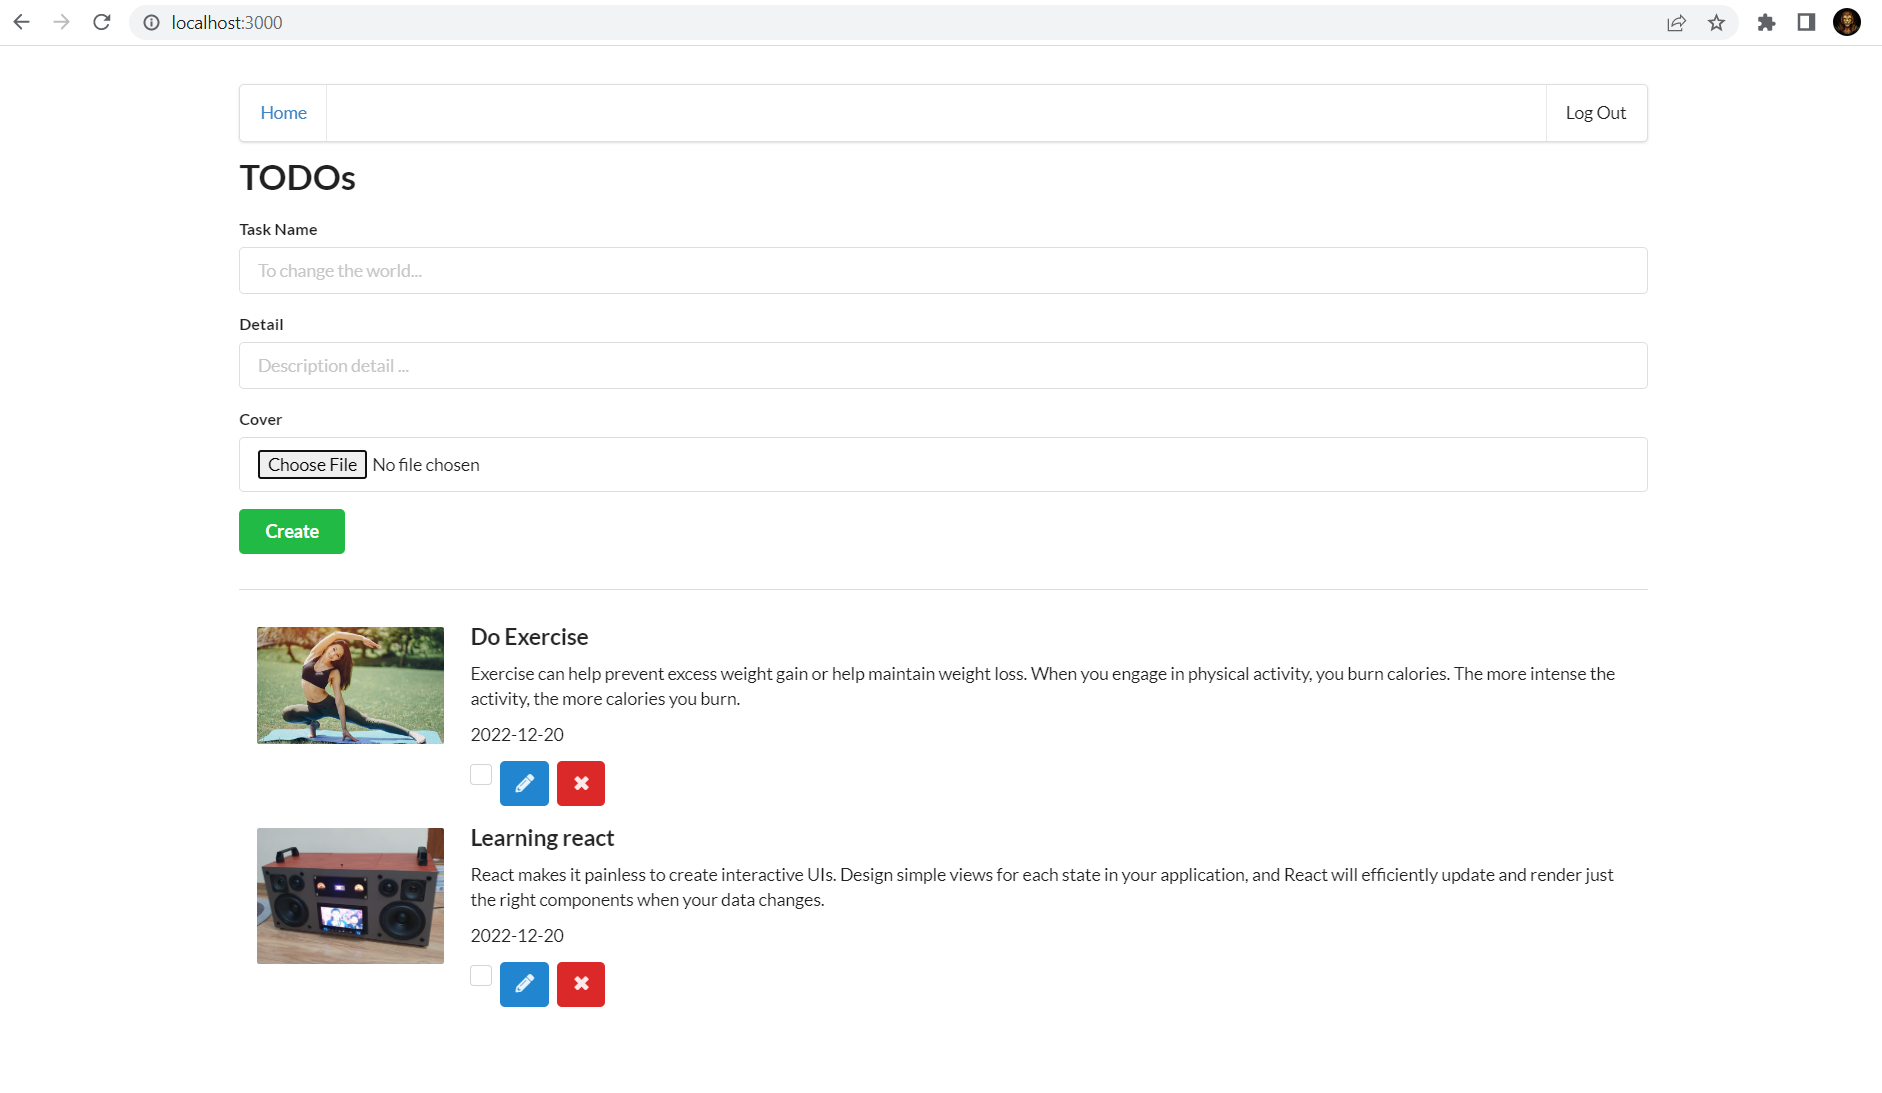 localhost:3000
Home
Log Out
TODOs
Task Name
To change the world...
Detail
Description detail ...
Cover
Choose File No file chosen
Create
Do Exercise
Exercise can help prevent excess weight gain or help maintain weight loss. When you engage in physical activity, you burn calories. The more intense the
activity, the more calories you burn.
2022-12-20
Learning react
React makes it painless to create interactive UIs. Design simple views for each state in your application, and React will efficiently update and render just
the right components when your data changes.
2022-12-20